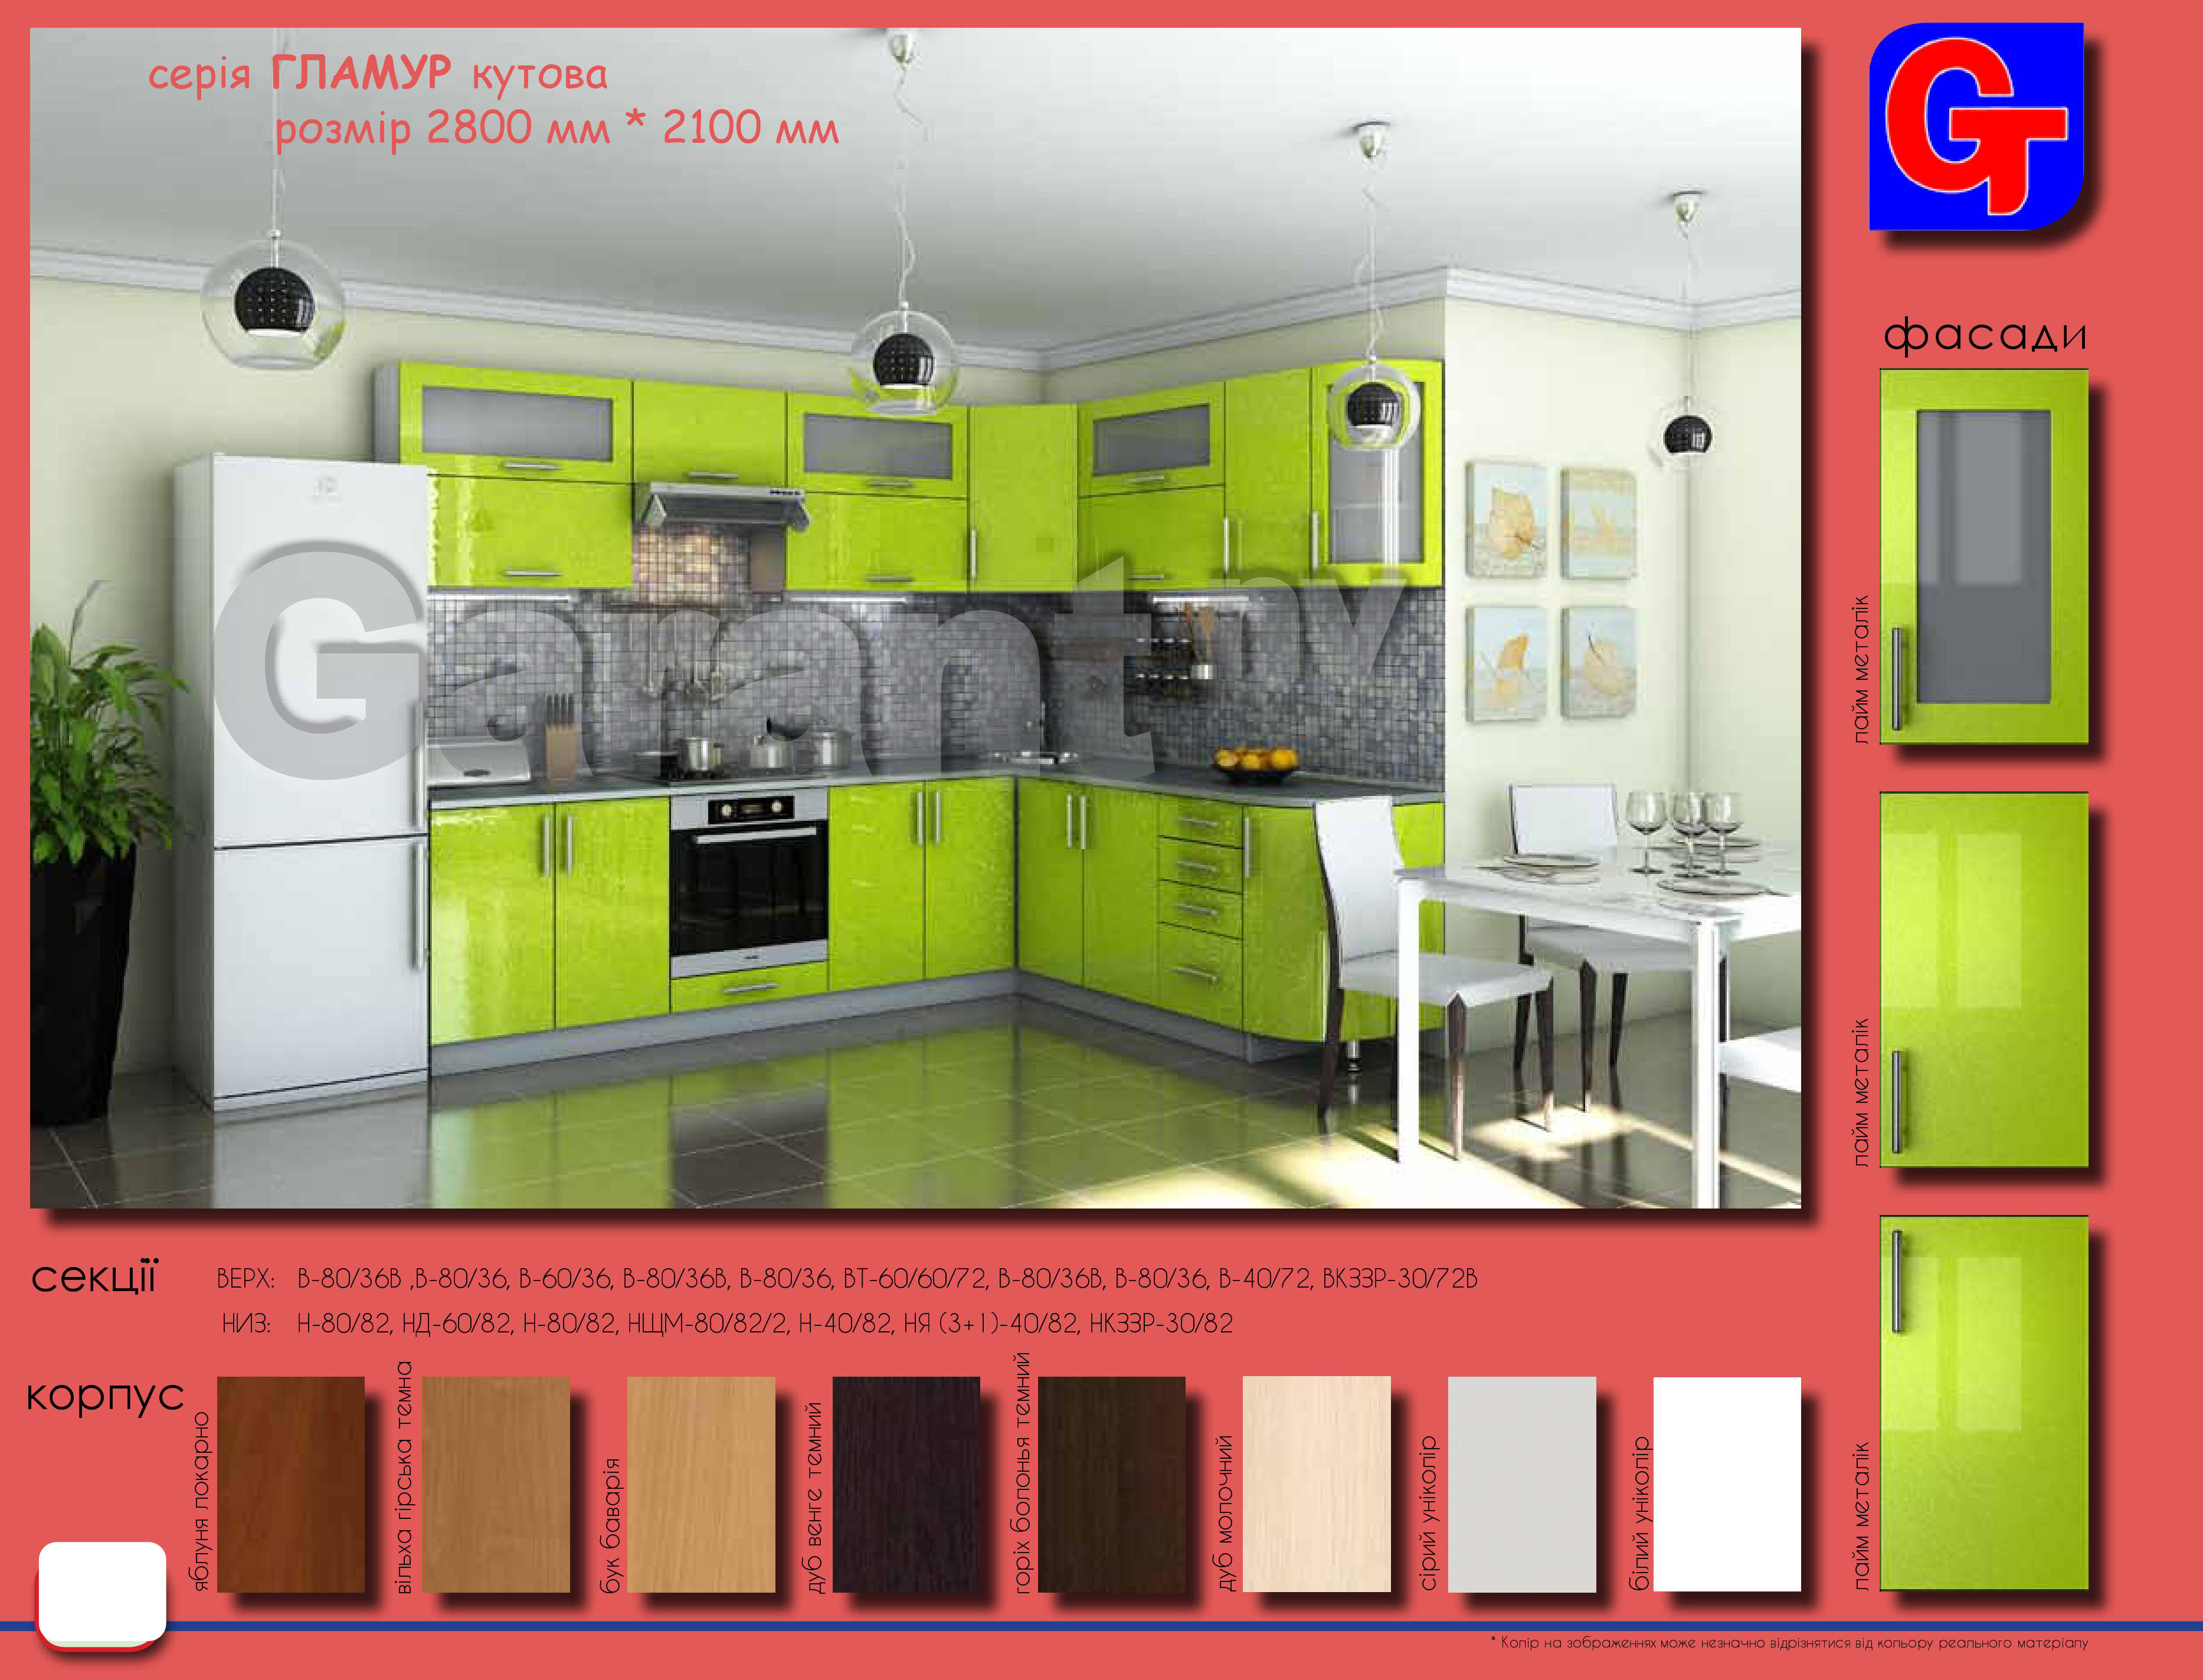 серія ГЛАМУР кутова
розмір 2800 мм * 2100 мм
GT
фасади
лайм металік
лайм металік
лайм металік
Garant nv
секції
ВЕРХ: В-80/36В ,В-80/36, В-60/36, В-80/36В, В-80/36, ВТ-60/60/72, В-80/36В, В-80/36, В-40/72, ВКЗЗР-30/72В
НИЗ: Н-80/82, НД-60/82, Н-80/82, НЩМ-80/82/2, Н-40/82, НЯ (3+1)-40/82, НКЗЗР-30/82
корпус
яблуня локарно
вільха гірська темна
бук баварія
дуб венге темний
горіх болонья темний
дуб молочний
сірий уніколір
білий уніколір
* Колір на зображеннях може незначно відрізнятися від кольору реального матеріалу